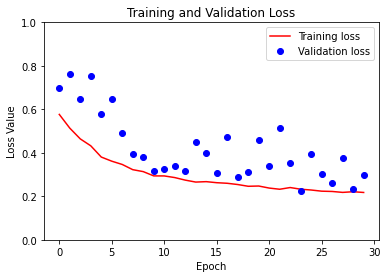 Training and Validation Loss
Training loss
Validation loss
Loss Value
1.0
0.8
0.6
0.4
0.2
0.0
0 5 10 15 20 25 30
Epoch